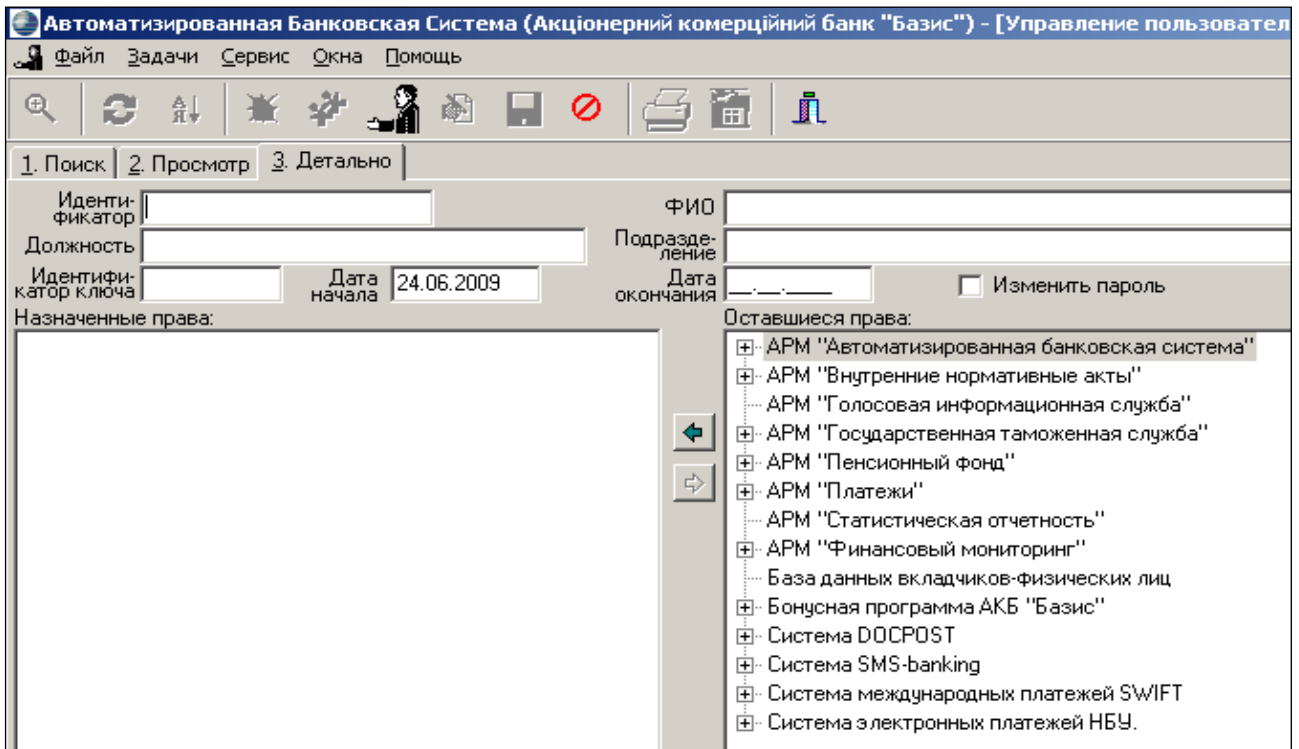 Автоматизированная Банковская Система (Акціонерний комерційний банк "Базис") - [Управление пользовател
Файл Задачи Сервис Окна Помощь
1. Поиск 2. Просмотр 3. Детально
Иденти-
фикатор
ФИО
Должность
Подразде-
ление
Идентифи-
катор ключа
Дата
начала
24.06.2009
Дата
окончания
__.__.____
Изменить пароль
Назначенные права:
Оставшиеся права:
АРМ "Автоматизированная банковская система"
АРМ "Внутренние нормативные акты"
АРМ "Голосовая информационная служба"
АРМ "Государственная таможенная служба"
АРМ "Пенсионный фонд"
АРМ "Платежи"
АРМ "Статистическая отчетность"
АРМ "Финансовый мониторинг"
База данных вкладчиков-физических лиц
Бонусная программа АКБ "Базис"
Система DOCPOST
Система SMS-banking
Система международных платежей SWIFT
Система электронных платежей НБУ.